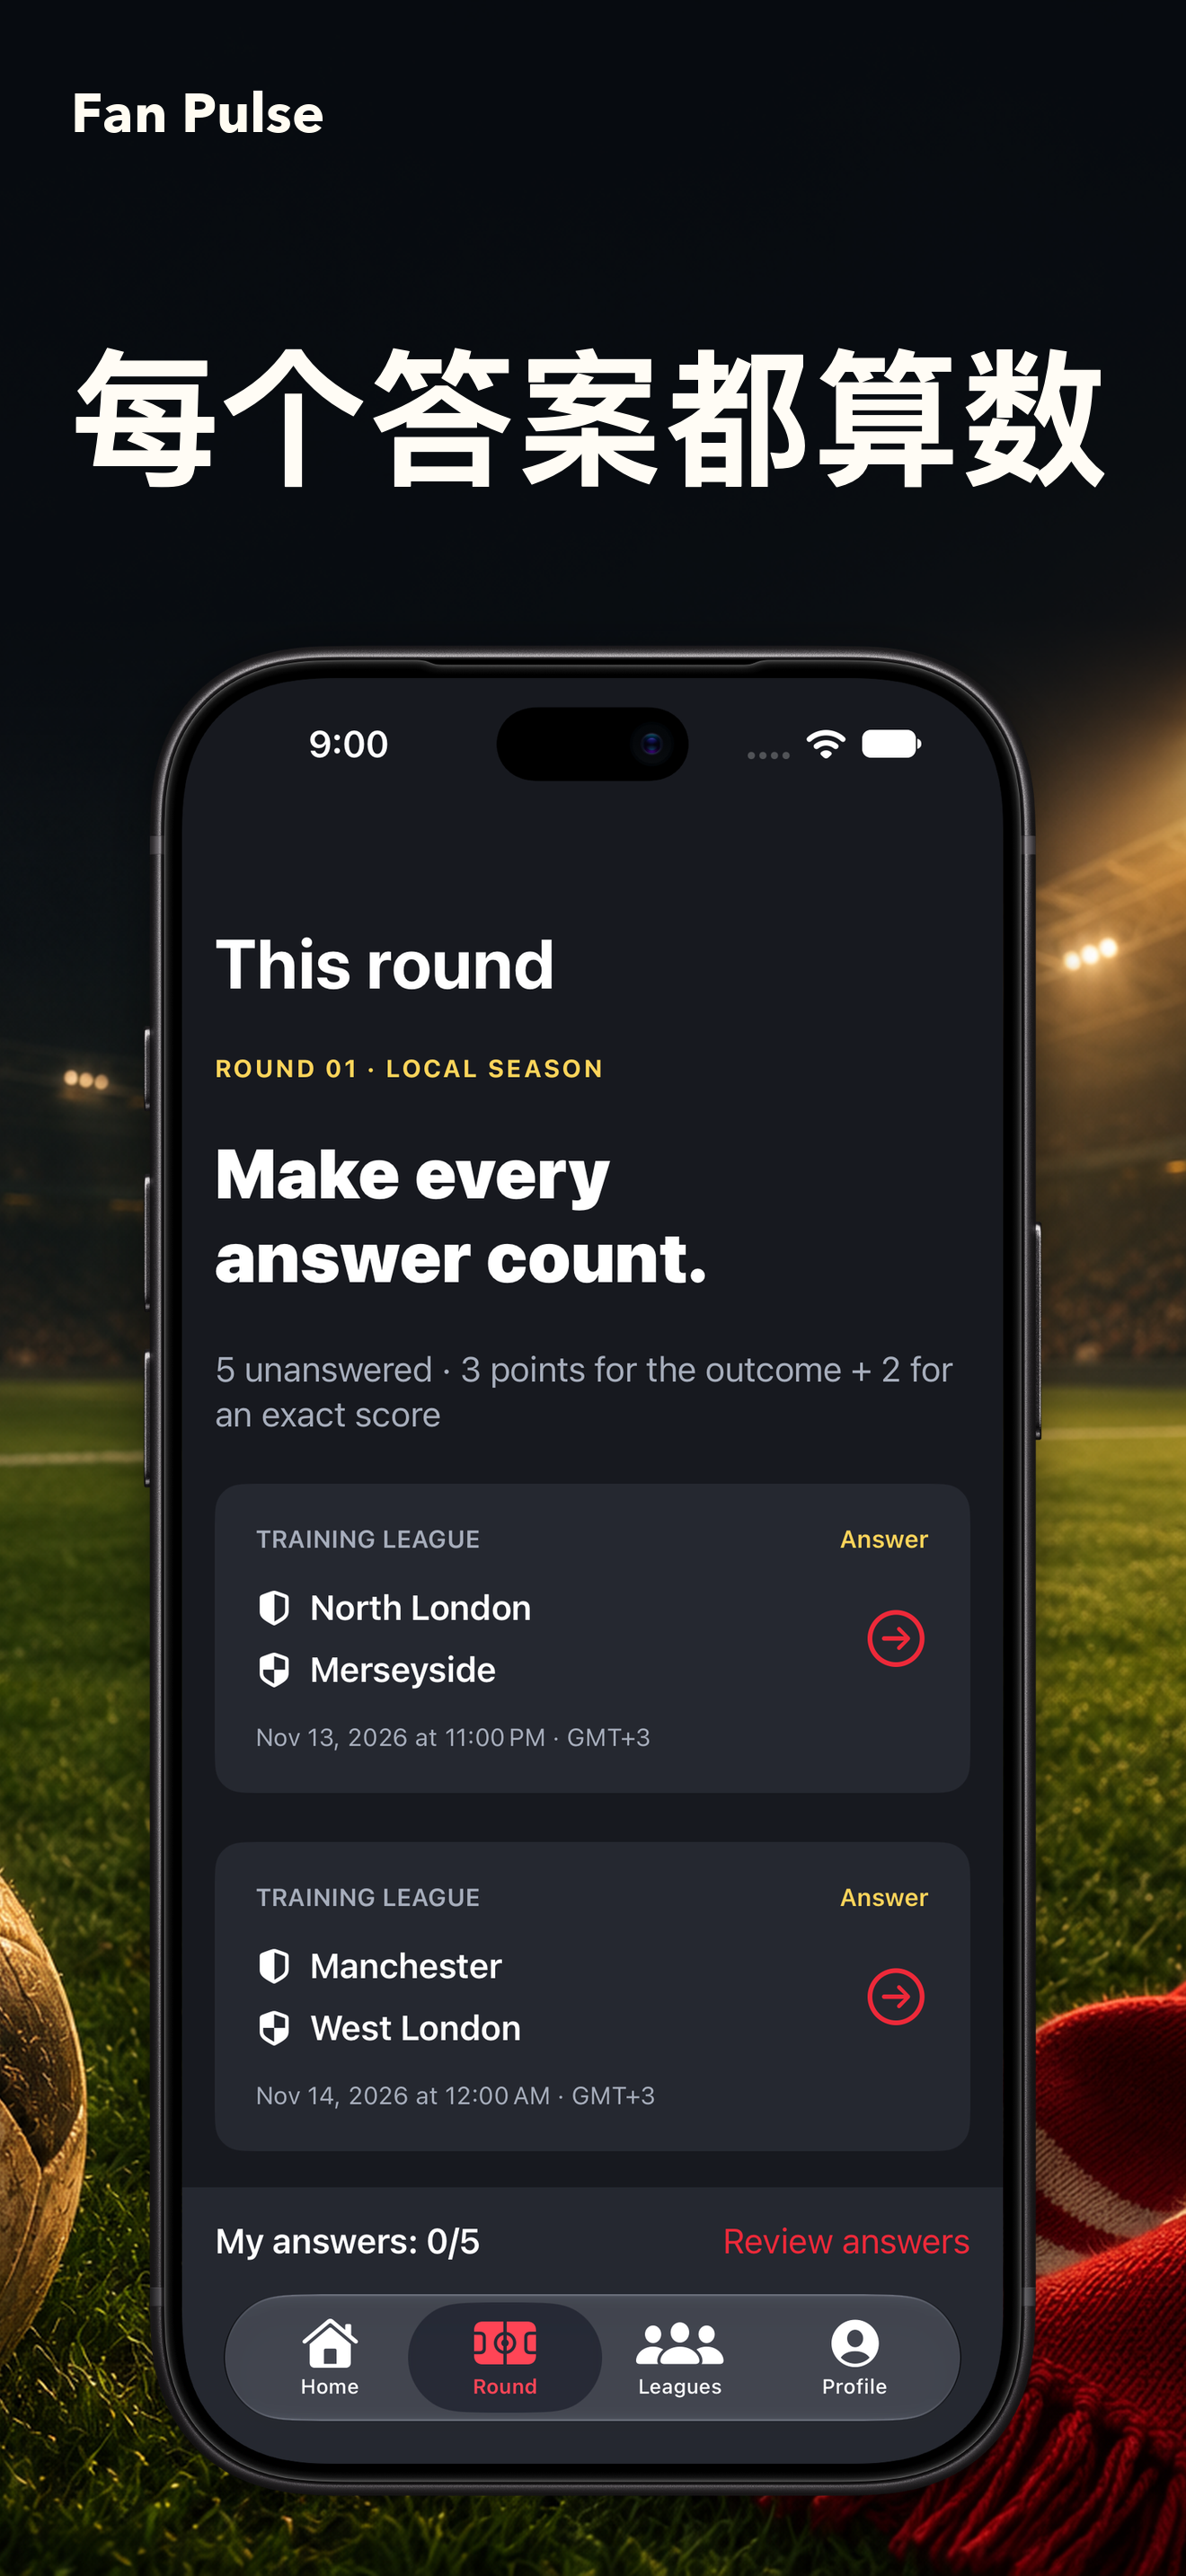 Fan Pulse
每个答案都算数
9:00
This round
ROUND 01 · LOCAL SEASON
Make every
answer count.
5 unanswered · 3 points for the outcome + 2 for
an exact score
TRAINING LEAGUE
Answer
North London
Merseyside
Nov 13, 2026 at 11:00 PM · GMT+3
TRAINING LEAGUE
Answer
Manchester
West London
Nov 14, 2026 at 12:00 AM · GMT+3
My answers: 0/5
Review answers
Home
Round
Leagues
Profile